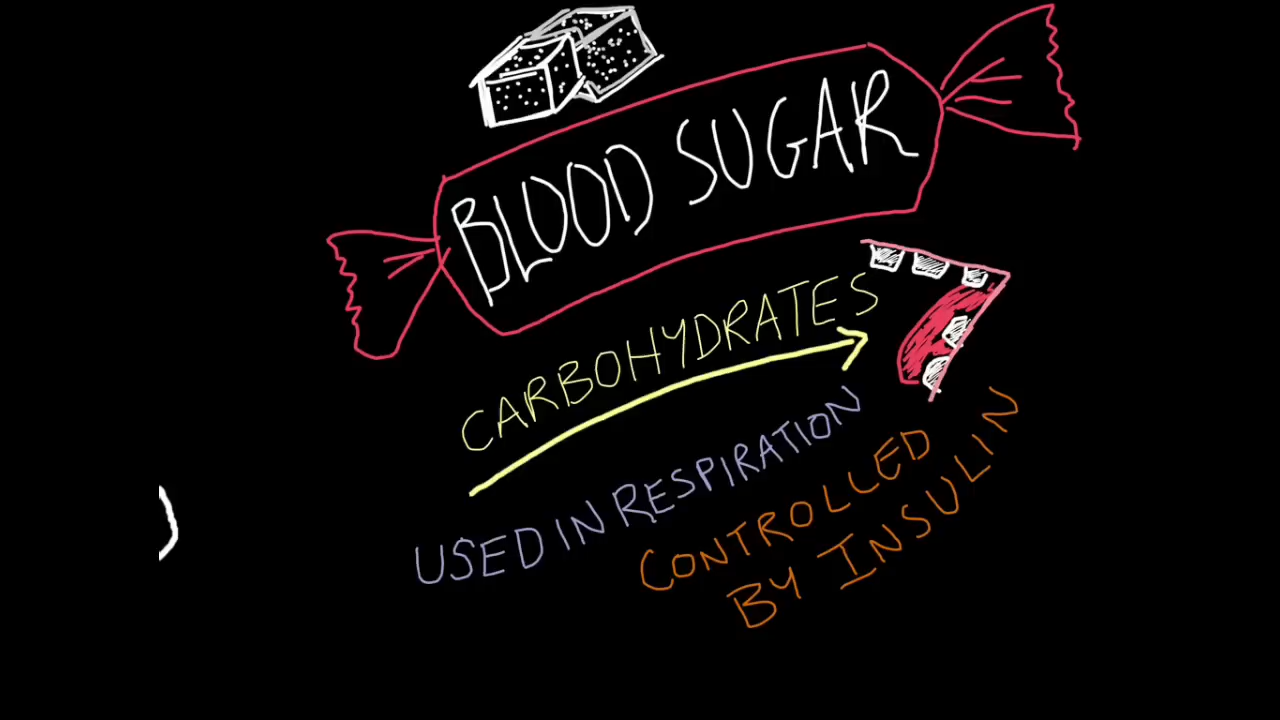 BLOOD SUGAR
CARBOHYDRATES
USED IN RESPIRATION
CONTROLLED
BY INSULIN